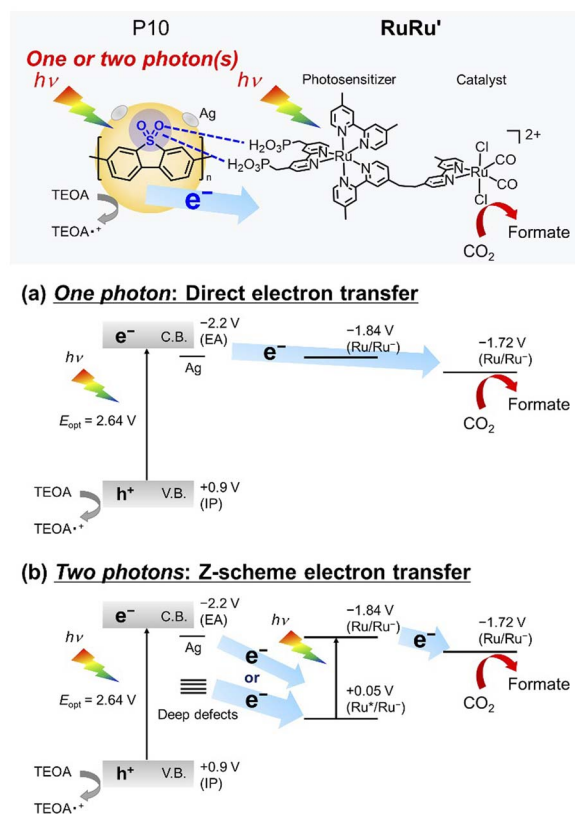 P10
RuRu'
One or two photon(s)
hν
hν
Photosensitizer
Catalyst
Ag
O
O
S
n
H₂O₃P
H₂O₃P
N
N
N
N
N
N
Ru
2+
Cl
N
CO
Ru
N
CO
Cl
TEOA
TEOA•⁺
e⁻
CO₂
Formate
(a) One photon: Direct electron transfer
e⁻ C.B.
−2.2 V
(EA)
Ag
hν
e⁻
−1.84 V
(Ru/Ru⁻)
−1.72 V
(Ru/Ru⁻)
Eopt = 2.64 V
CO₂
Formate
TEOA
TEOA•⁺
h⁺ V.B.
+0.9 V
(IP)
(b) Two photons: Z-scheme electron transfer
e⁻ C.B.
−2.2 V
(EA)
Ag
hν
hν
−1.84 V
(Ru/Ru⁻)
e⁻
−1.72 V
(Ru/Ru⁻)
e⁻
or
e⁻
Eopt = 2.64 V
Deep defects
+0.05 V
(Ru*/Ru⁻)
CO₂
Formate
TEOA
TEOA•⁺
h⁺ V.B.
+0.9 V
(IP)